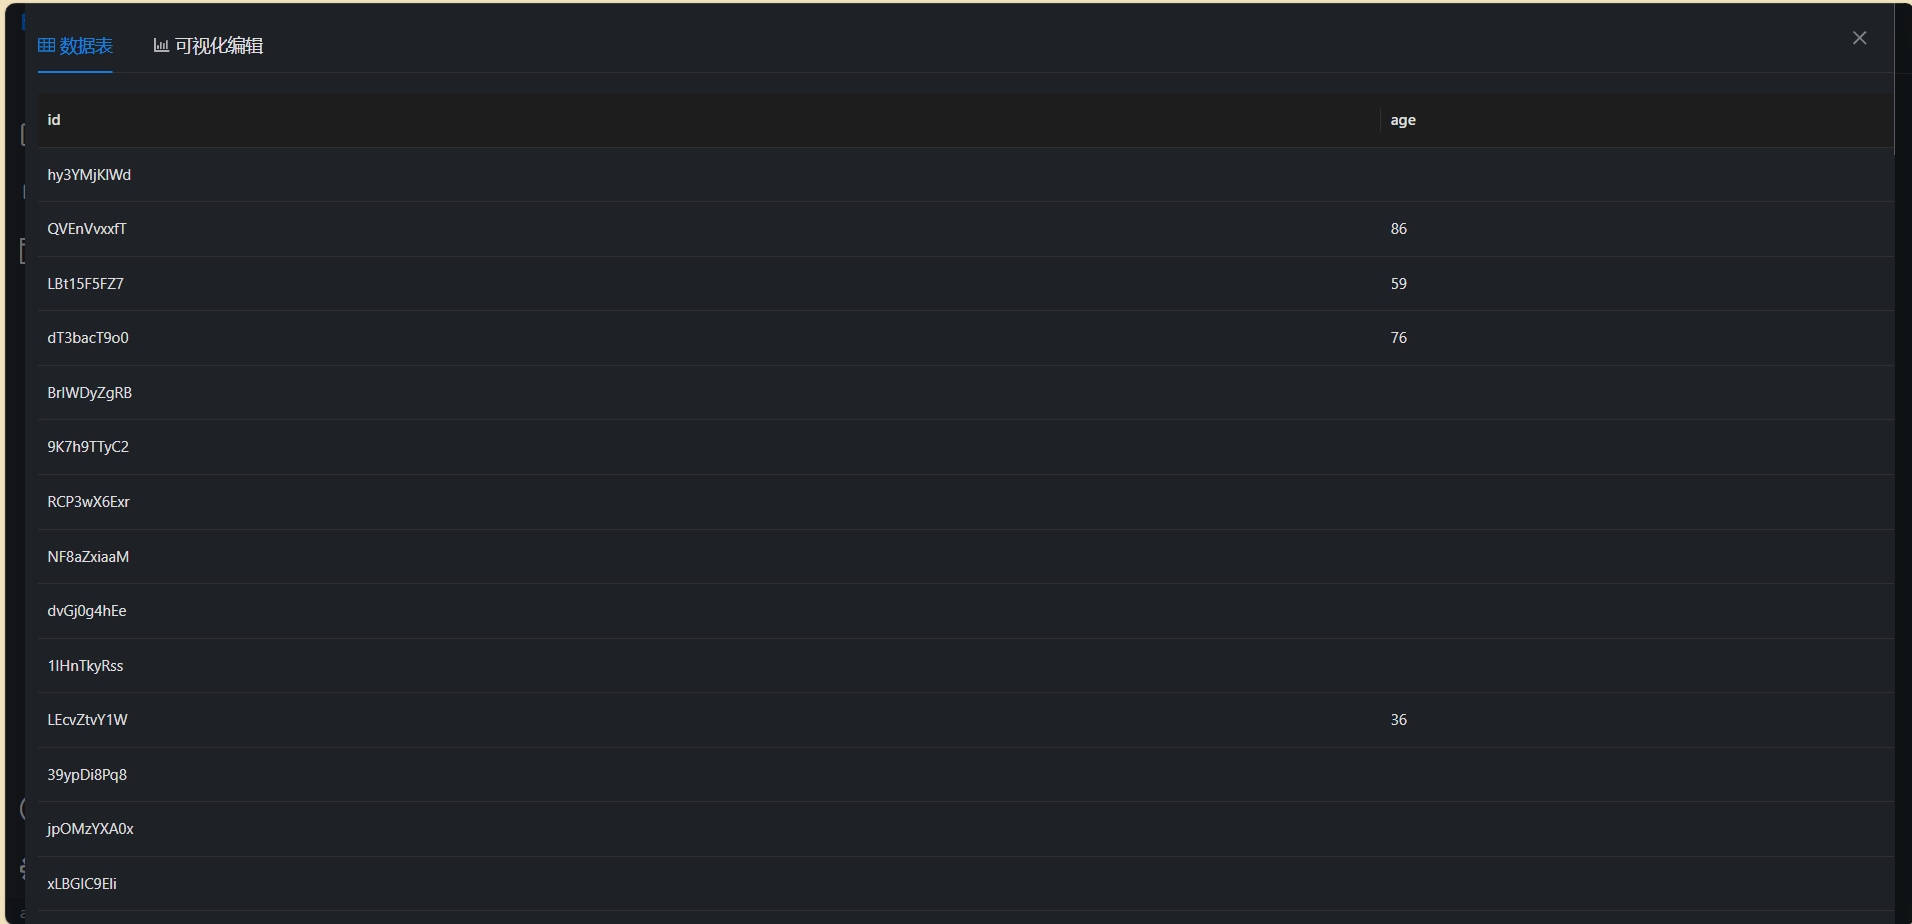 数据表 可视化编辑
id age
hy3YMjKlWd
QVEnVvxxfT 86
LBt15F5FZ7 59
dT3bacT9o0 76
BrlWDyZgRB
9K7h9TTyC2
RCP3wX6Exr
NF8aZxiaaM
dvGj0g4hEe
1lHnTkyRss
LEcvZtvY1W 36
39ypDi8Pq8
jpOMzYXA0x
xLBGIC9Eli